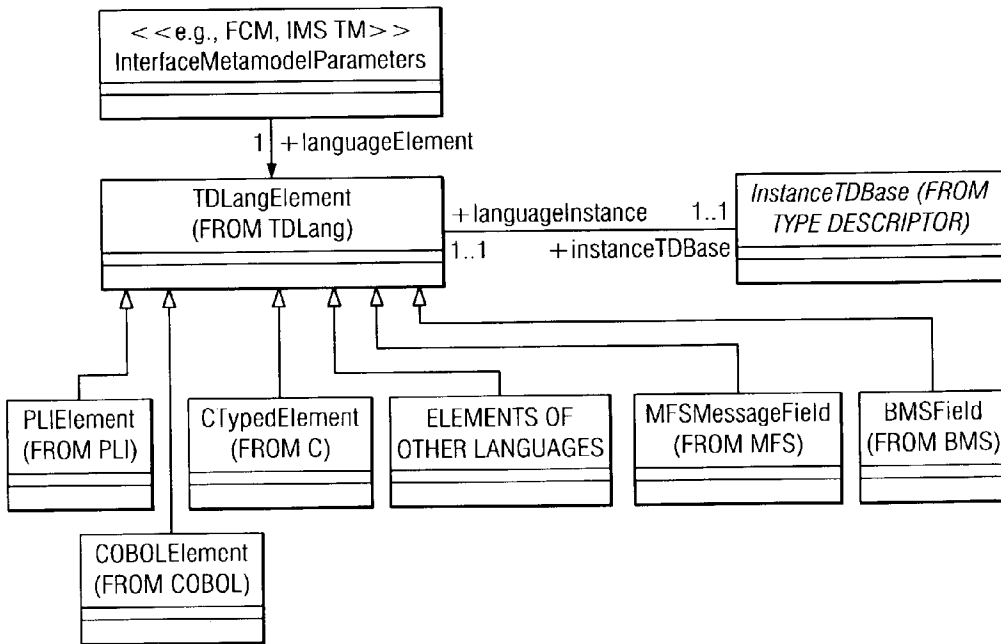 <<e.g., FCM, IMS TM>>
InterfaceMetamodelParameters
1 +languageElement
TDLangElement
(FROM TDLang)
+languageInstance 1..1
1..1 +instanceTDBase
InstanceTDBase (FROM
TYPE DESCRIPTOR)
PLIElement
(FROM PLI)
CTypedElement
(FROM C)
ELEMENTS OF
OTHER LANGUAGES
MFSMessageField
(FROM MFS)
BMSField
(FROM BMS)
COBOLElement
(FROM COBOL)